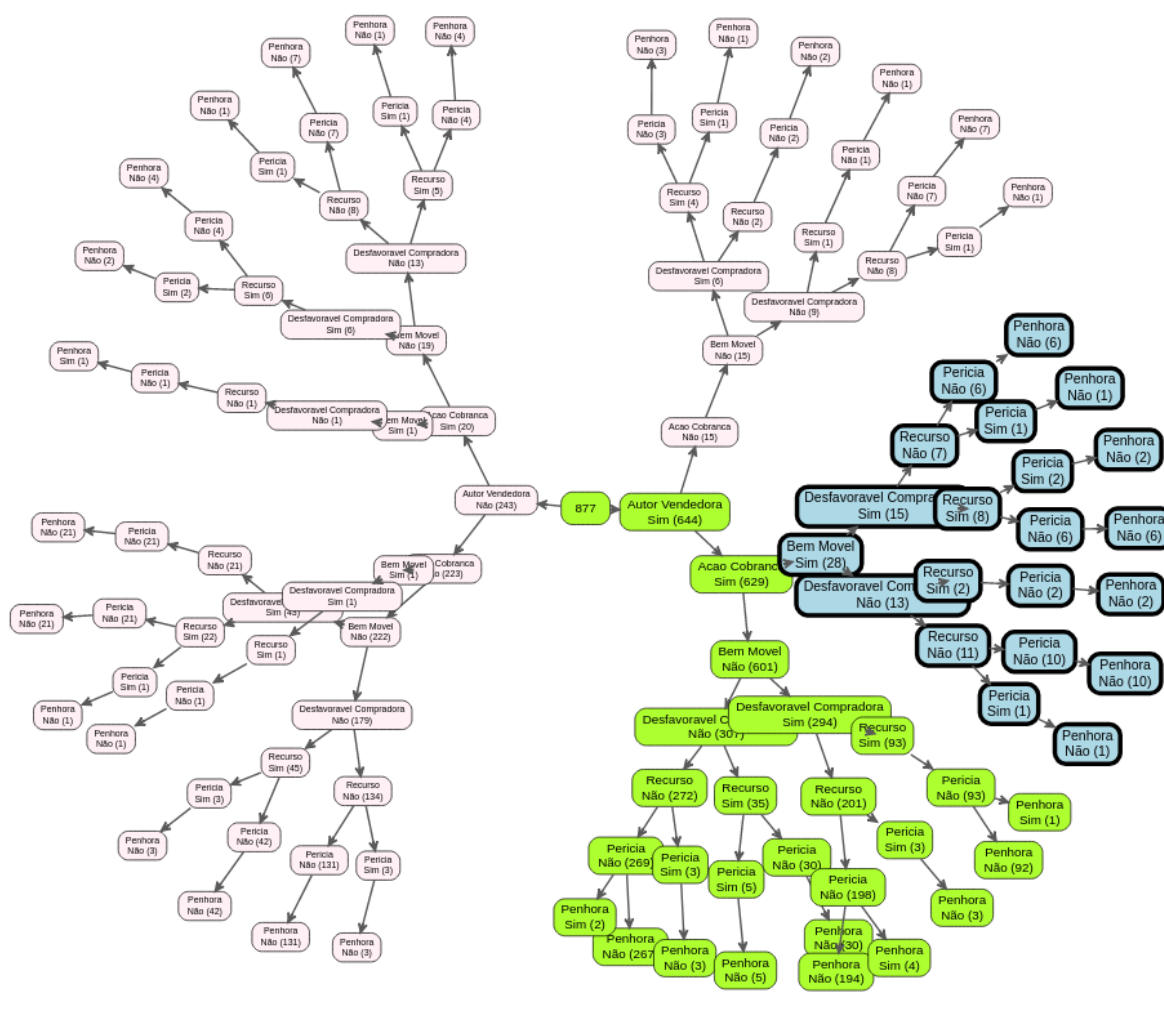 Penhora
Não (1)
Penhora
Não (4)
Penhora
Não (7)
Penhora
Não (1)
Pericia
Sim (1)
Pericia
Não (4)
Pericia
Não (7)
Penhora
Não (4)
Pericia
Sim (1)
Recurso
Sim (5)
Recurso
Não (8)
Pericia
Não (4)
Penhora
Não (2)
Desfavoravel Compradora
Não (13)
Pericia
Sim (2)
Recurso
Sim (6)
Desfavoravel Compradora
Sim (6)
Bem Movel
Não (19)
Penhora
Sim (1)
Pericia
Não (1)
Recurso
Não (1)
Desfavoravel Compradora
Não (1)
Bem Movel
Sim (1)
Acao Cobranca
Sim (20)
Penhora
Não (3)
Penhora
Não (1)
Penhora
Não (2)
Penhora
Não (1)
Penhora
Não (7)
Pericia
Não (3)
Pericia
Sim (1)
Pericia
Não (2)
Pericia
Não (1)
Pericia
Não (7)
Penhora
Não (1)
Recurso
Sim (4)
Recurso
Não (2)
Recurso
Sim (1)
Recurso
Não (8)
Pericia
Sim (1)
Desfavoravel Compradora
Sim (6)
Desfavoravel Compradora
Não (9)
Bem Movel
Não (15)
Acao Cobranca
Não (15)
Autor Vendedora
Não (243)
877
Autor Vendedora
Sim (644)
Acao Cobranc
Sim (629)
Penhora
Não (6)
Pericia
Não (6)
Penhora
Não (1)
Pericia
Sim (1)
Recurso
Não (7)
Penhora
Não (2)
Pericia
Sim (2)
Desfavoravel Compra
Sim (15)
Recurso
Sim (8)
Pericia
Não (6)
Penhora
Não (6)
Bem Movel
Sim (28)
Desfavoravel Com
Não (13)
Recurso
Sim (2)
Pericia
Não (2)
Penhora
Não (2)
Recurso
Não (11)
Pericia
Não (10)
Penhora
Não (10)
Pericia
Sim (1)
Penhora
Não (1)
Penhora
Não (21)
Pericia
Não (21)
Recurso
Não (21)
Bem Movel
Sim (1)
Cobranca
o (223)
Desfavoravel Compradora
Sim (1)
Desfavorav
Sim (43)
Penhora
Não (21)
Pericia
Não (21)
Recurso
Sim (22)
Recurso
Sim (1)
Bem Movel
Não (222)
Pericia
Sim (1)
Pericia
Não (1)
Penhora
Não (1)
Penhora
Não (1)
Desfavoravel Compradora
Não (179)
Recurso
Sim (45)
Recurso
Não (134)
Pericia
Sim (3)
Pericia
Não (42)
Pericia
Não (131)
Pericia
Sim (3)
Penhora
Não (3)
Penhora
Não (42)
Penhora
Não (131)
Penhora
Não (3)
Bem Movel
Não (601)
Desfavoravel C
Não (307)
Desfavoravel Compradora
Sim (294)
Recurso
Sim (93)
Recurso
Não (272)
Recurso
Sim (35)
Recurso
Não (201)
Pericia
Não (93)
Penhora
Sim (1)
Penhora
Não (92)
Pericia
Não (269)
Pericia
Sim (3)
Pericia
Sim (5)
Pericia
Não (30)
Pericia
Não (198)
Pericia
Sim (3)
Penhora
Não (3)
Penhora
Sim (2)
Penhora
Não (267
Penhora
Não (3)
Penhora
Não (5)
Penhora
Não (30)
Penhora
Não (194)
Penhora
Sim (4)